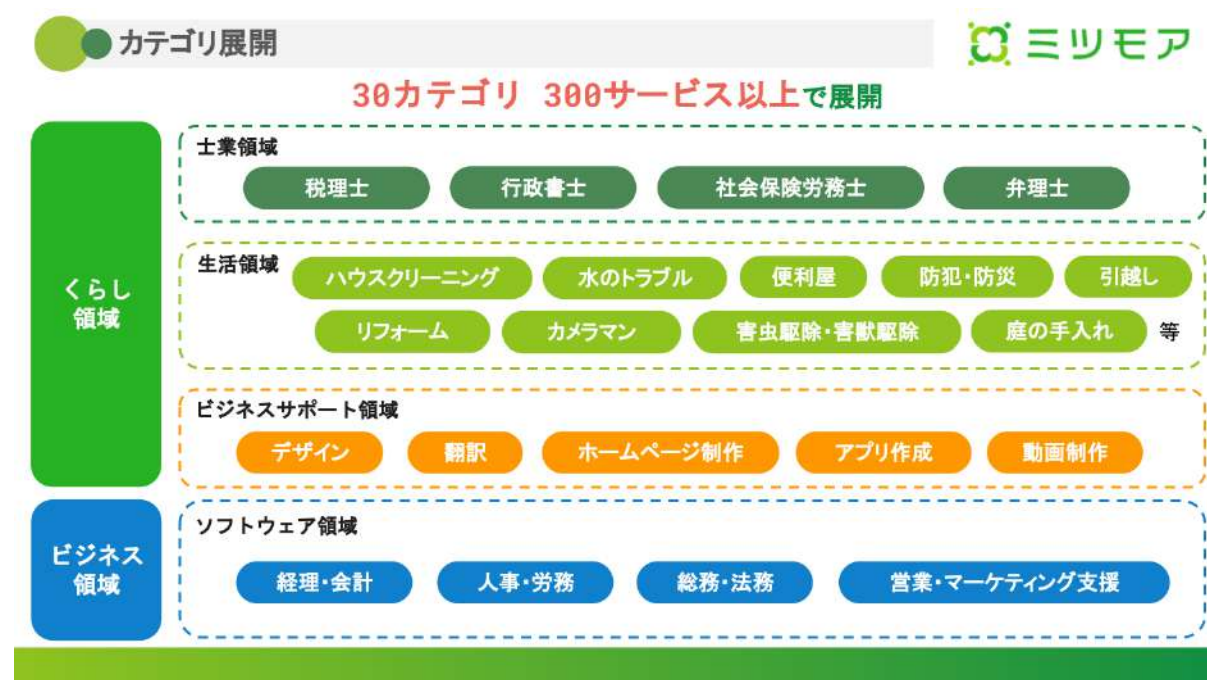 カテゴリ展開
ミツモア
30カテゴリ 300サービス以上で展開
くらし
領域
士業領域
税理士 行政書士 社会保険労務士 弁理士
生活領域
ハウスクリーニング 水のトラブル 便利屋 防犯・防災 引越し
リフォーム カメラマン 害虫駆除・害獣駆除 庭の手入れ 等
ビジネスサポート領域
デザイン 翻訳 ホームページ制作 アプリ作成 動画制作
ビジネス
領域
ソフトウェア領域
経理・会計 人事・労務 総務・法務 営業・マーケティング支援